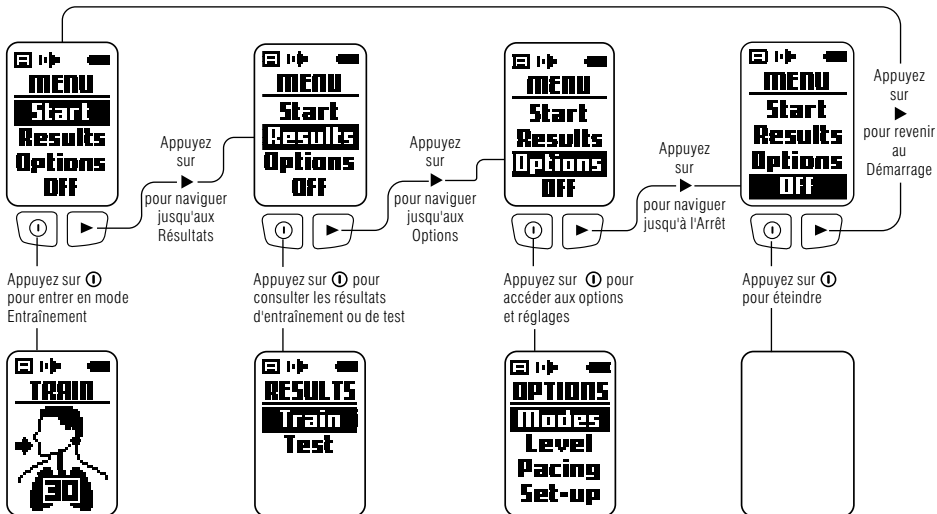 MENU
Start
Results
Options
Off
Appuyez
sur
▶
pour naviguer
jusqu'aux
Résultats
MENU
Start
Results
Options
Off
Appuyez
sur
▶
pour naviguer
jusqu'aux
Options
MENU
Start
Results
Options
Off
Appuyez
sur
▶
pour naviguer
jusqu'à l'Arrêt
MENU
Start
Results
Options
Off
Appuyez
sur
▶
pour revenir
au
Démarrage
Appuyez sur
pour entrer en mode
Entraînement
Appuyez sur pour
consulter les résultats
d'entraînement ou de test
Appuyez sur pour
accéder aux options
et réglages
Appuyez sur
pour éteindre
TRAIN
30
RESULTS
Train
Test
OPTIONS
Modes
Level
Pacing
Set-up